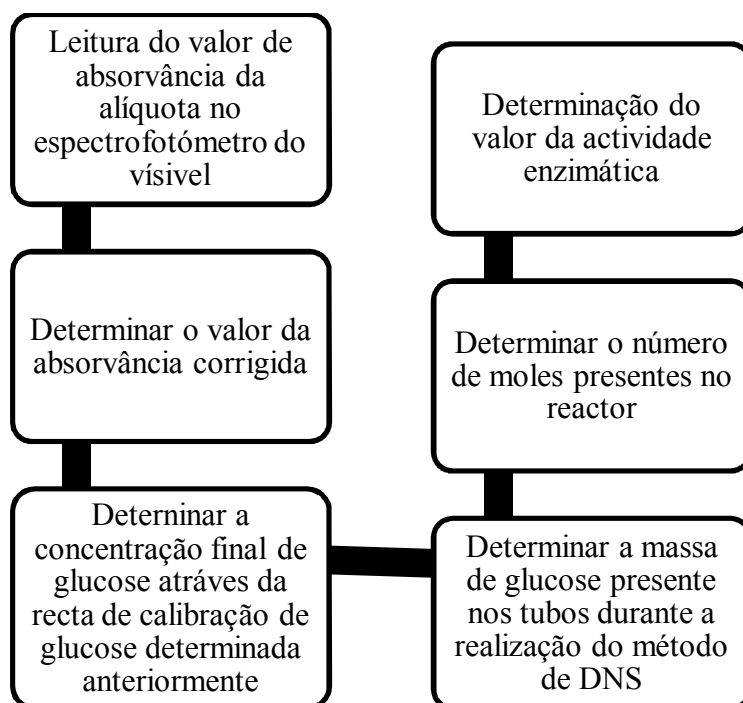 Leitura do valor de
absorvância da
alíquota no
espectrofotómetro do
vísivel
Determinar o valor da
absorvância corrigida
Deterninar a
concentração final de
glucose atráves da
recta de calibração de
glucose determinada
anteriormente
Determinar a massa
de glucose presente
nos tubos durante a
realização do método
de DNS
Determinar o número
de moles presentes no
reactor
Determinação do
valor da actividade
enzimática